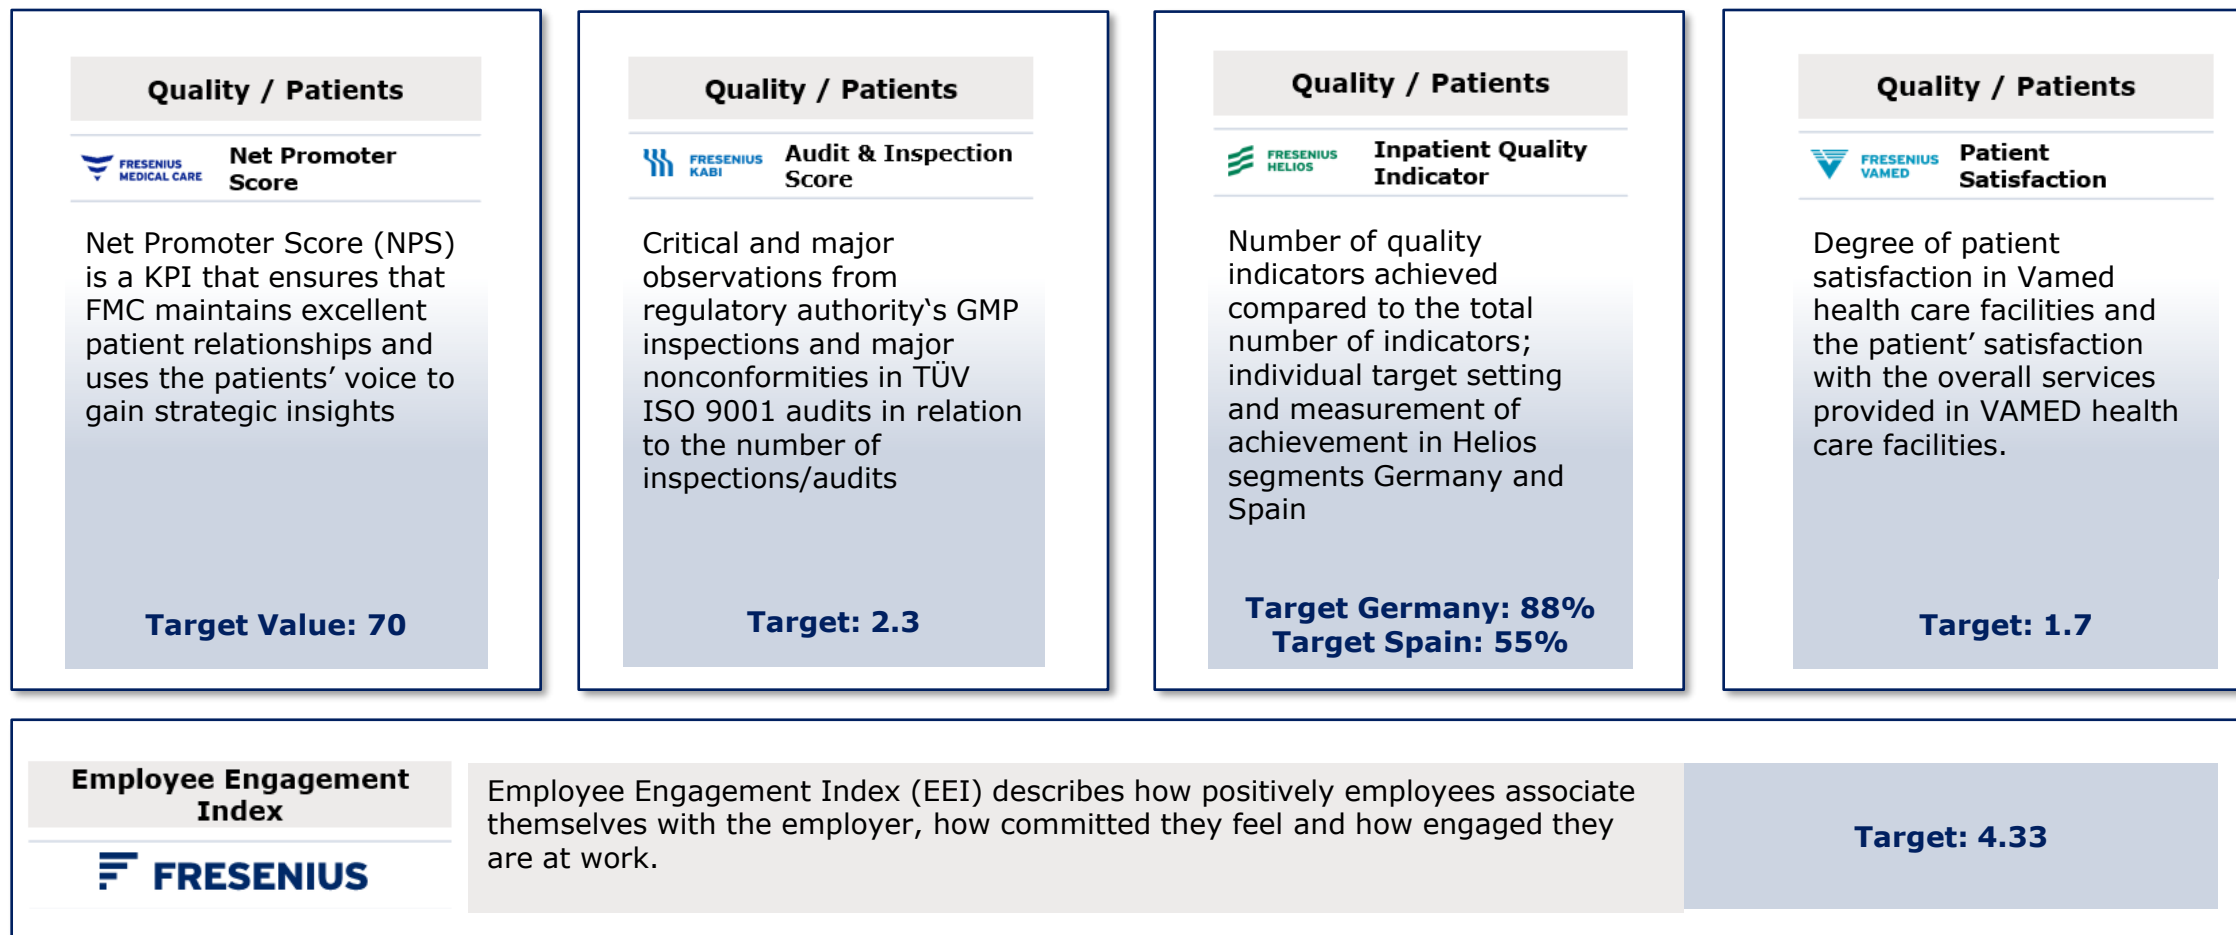 Quality / Patients
FRESENIUS
MEDICAL CARE
Net Promoter
Score
Net Promoter Score (NPS)
is a KPI that ensures that
FMC maintains excellent
patient relationships and
uses the patients’ voice to
gain strategic insights
Target Value: 70
Quality / Patients
FRESENIUS
KABI
Audit & Inspection
Score
Critical and major
observations from
regulatory authority‘s GMP
inspections and major
nonconformities in TÜV
ISO 9001 audits in relation
to the number of
inspections/audits
Target: 2.3
Quality / Patients
FRESENIUS
HELIOS
Inpatient Quality
Indicator
Number of quality
indicators achieved
compared to the total
number of indicators;
individual target setting
and measurement of
achievement in Helios
segments Germany and
Spain
Target Germany: 88%
Target Spain: 55%
Quality / Patients
FRESENIUS
VAMED
Patient
Satisfaction
Degree of patient
satisfaction in Vamed
health care facilities and
the patient’ satisfaction
with the overall services
provided in VAMED health
care facilities.
Target: 1.7
Employee Engagement
Index
FRESENIUS
Employee Engagement Index (EEI) describes how positively employees associate
themselves with the employer, how committed they feel and how engaged they
are at work.
Target: 4.33